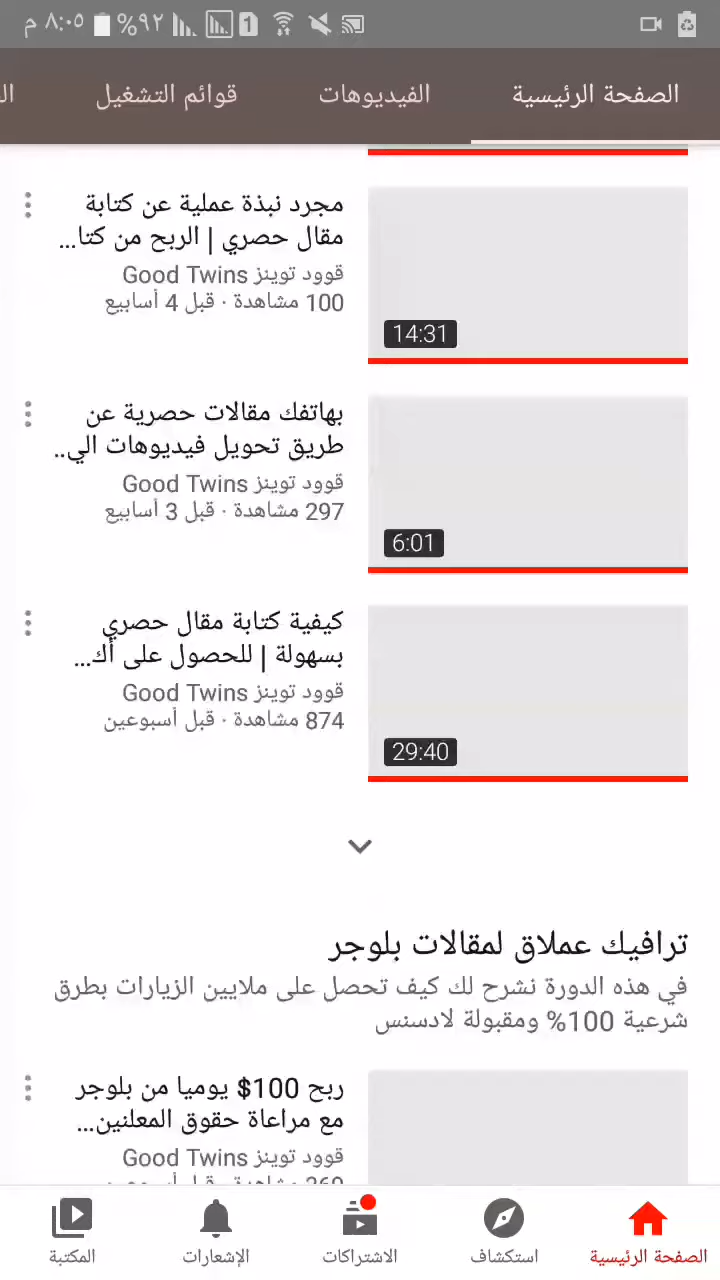 ٨:٠٥ م
%٩٢
1
الصفحة الرئيسية
الفيديوهات
قوائم التشغيل
مجرد نبذة عملية عن كتابة
مقال حصري | الربح من كتا...
قوود توينز Good Twins
100 مشاهدة · قبل 4 أسابيع
14:31
بهاتفك مقالات حصرية عن
طريق تحويل فيديوهات الي..
قوود توينز Good Twins
297 مشاهدة · قبل 3 أسابيع
6:01
كيفية كتابة مقال حصري
بسهولة | للحصول على أك...
قوود توينز Good Twins
874 مشاهدة · قبل أسبوعين
29:40
ترافيك عملاق لمقالات بلوجر
في هذه الدورة نشرح لك كيف تحصل على ملايين الزيارات بطرق
شرعية 100% ومقبولة لادسنس
ربح 100$ يوميا من بلوجر
مع مراعاة حقوق المعلنين...
قوود توينز Good Twins
الصفحة الرئيسية
استكشاف
الاشتراكات
الإشعارات
المكتبة